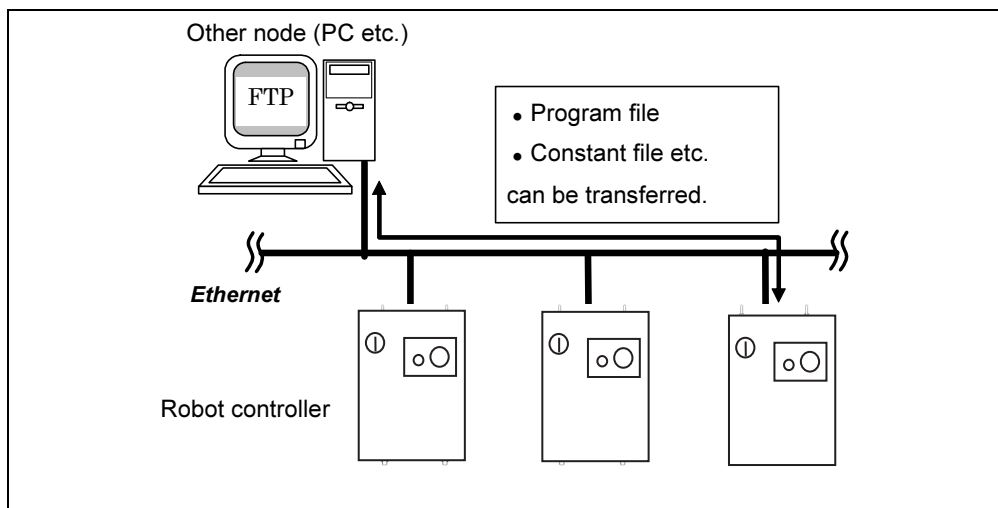 Other node (PC etc.)
FTP
• Program file
• Constant file etc.
can be transferred.
Ethernet
Robot controller